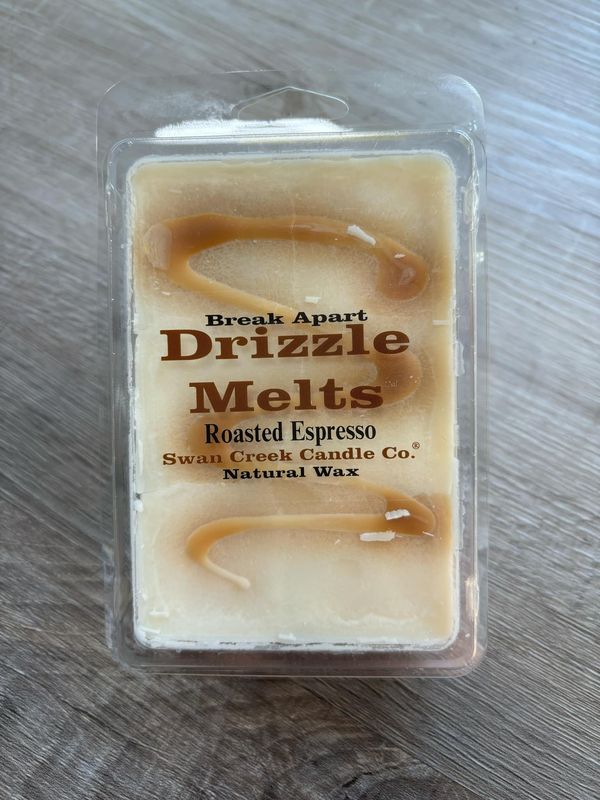 Break Apart
Drizzle
Melts
Roasted Espresso
Swan Creek Candle Co.®
Natural Wax